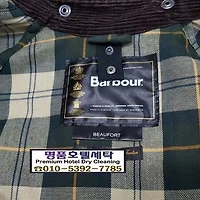 Barbour
BEAUFORT
명품호텔세탁
Premium Hotel Dry Cleaning
☎010-5392-7785